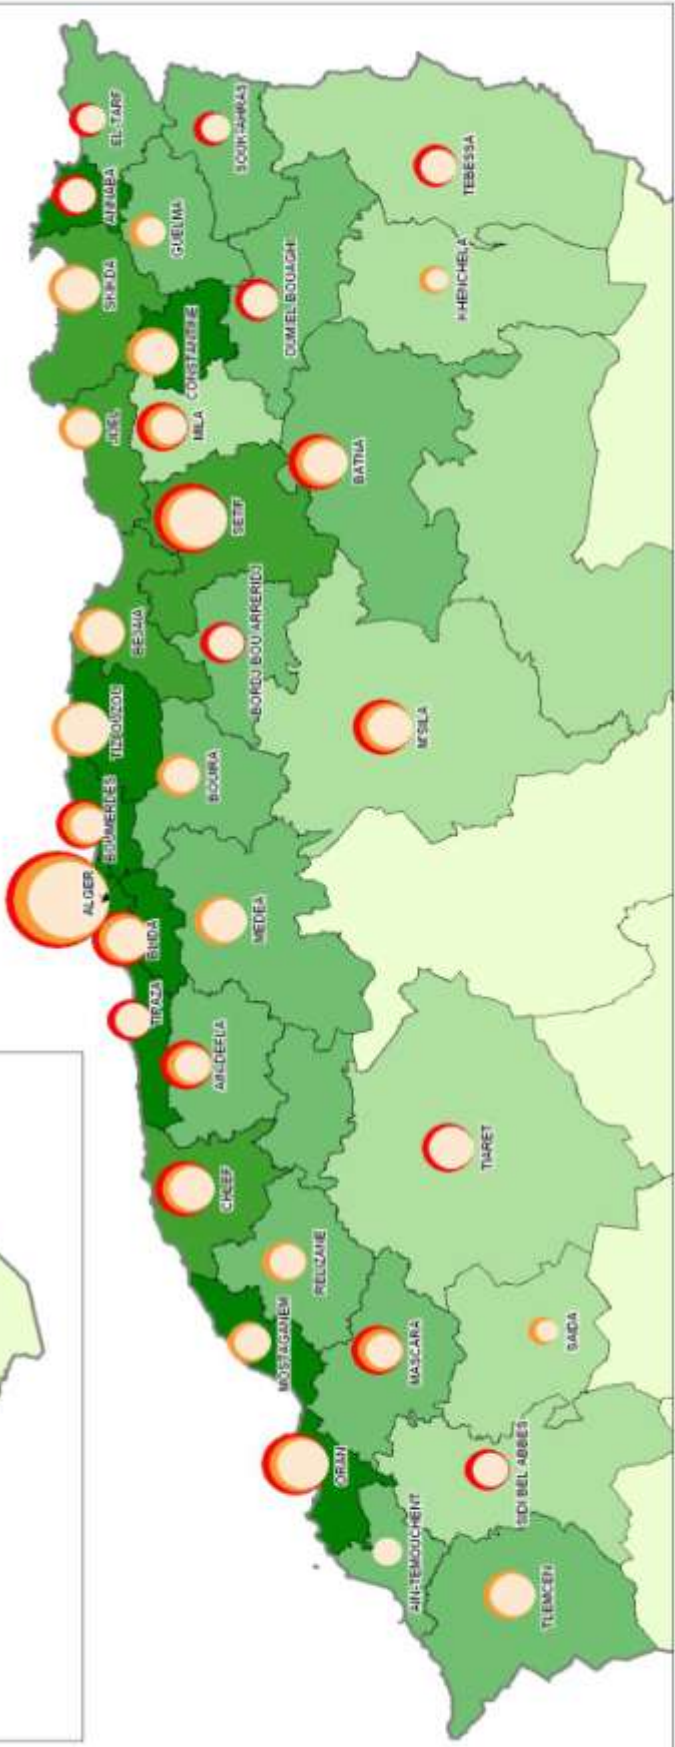 EL-TARF
SOUK AHRAS
TEBESSA
ANNABA
GUELMA
SKIKDA
KHENCHELA
OUM EL BOUAGHI
CONSTANTINE
JIJEL
MILA
BATNA
SETIF
BEJAIA
BORDJ BOU ARRERIDJ
TIZI OUZOU
M'SILA
BOUIRA
BOUMERDES
ALGER
MEDEA
BLIDA
TIPAZA
AIN-DEFLA
TIARET
CHLEF
RELIZANE
MOSTAGANEM
MASCARA
SAIDA
ORAN
SIDI BEL ABBES
AIN-TEMOUCHENT
TLEMCEN